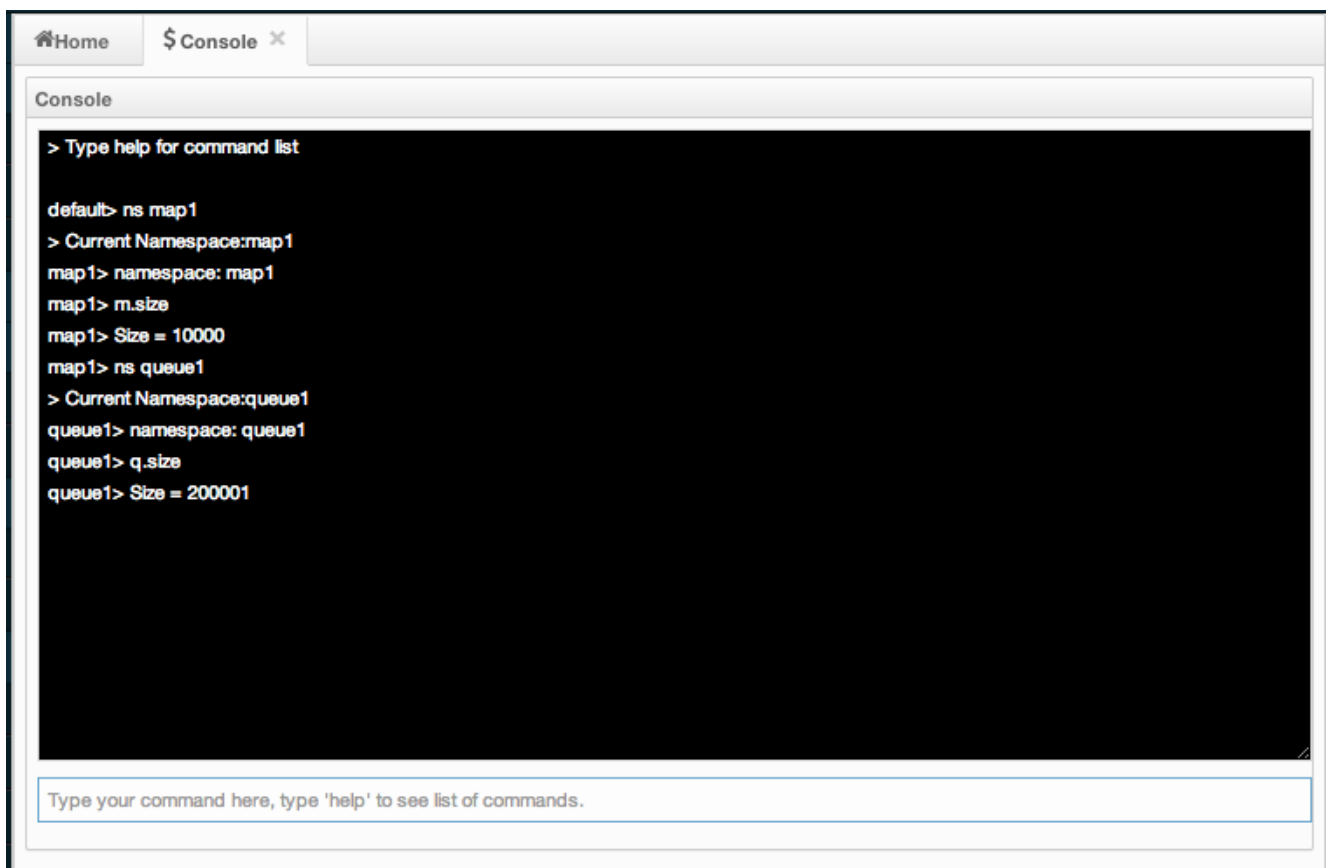 Home
$ Console ×
Console
> Type help for command list
default> ns map1
> Current Namespace:map1
map1> namespace: map1
map1> m.size
map1> Size = 10000
map1> ns queue1
> Current Namespace:queue1
queue1> namespace: queue1
queue1> q.size
queue1> Size = 200001
Type your command here, type 'help' to see list of commands.